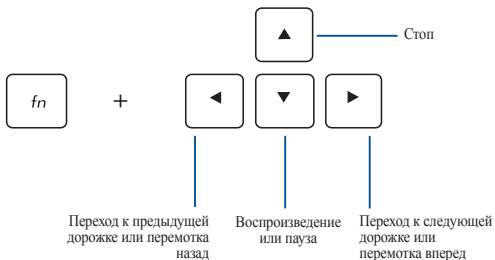 Стоп
fn
+
Переход к предыдущей
дорожке или перемотка
назад
Воспроизведение
или пауза
Переход к следующей
дорожке или
перемотка вперед